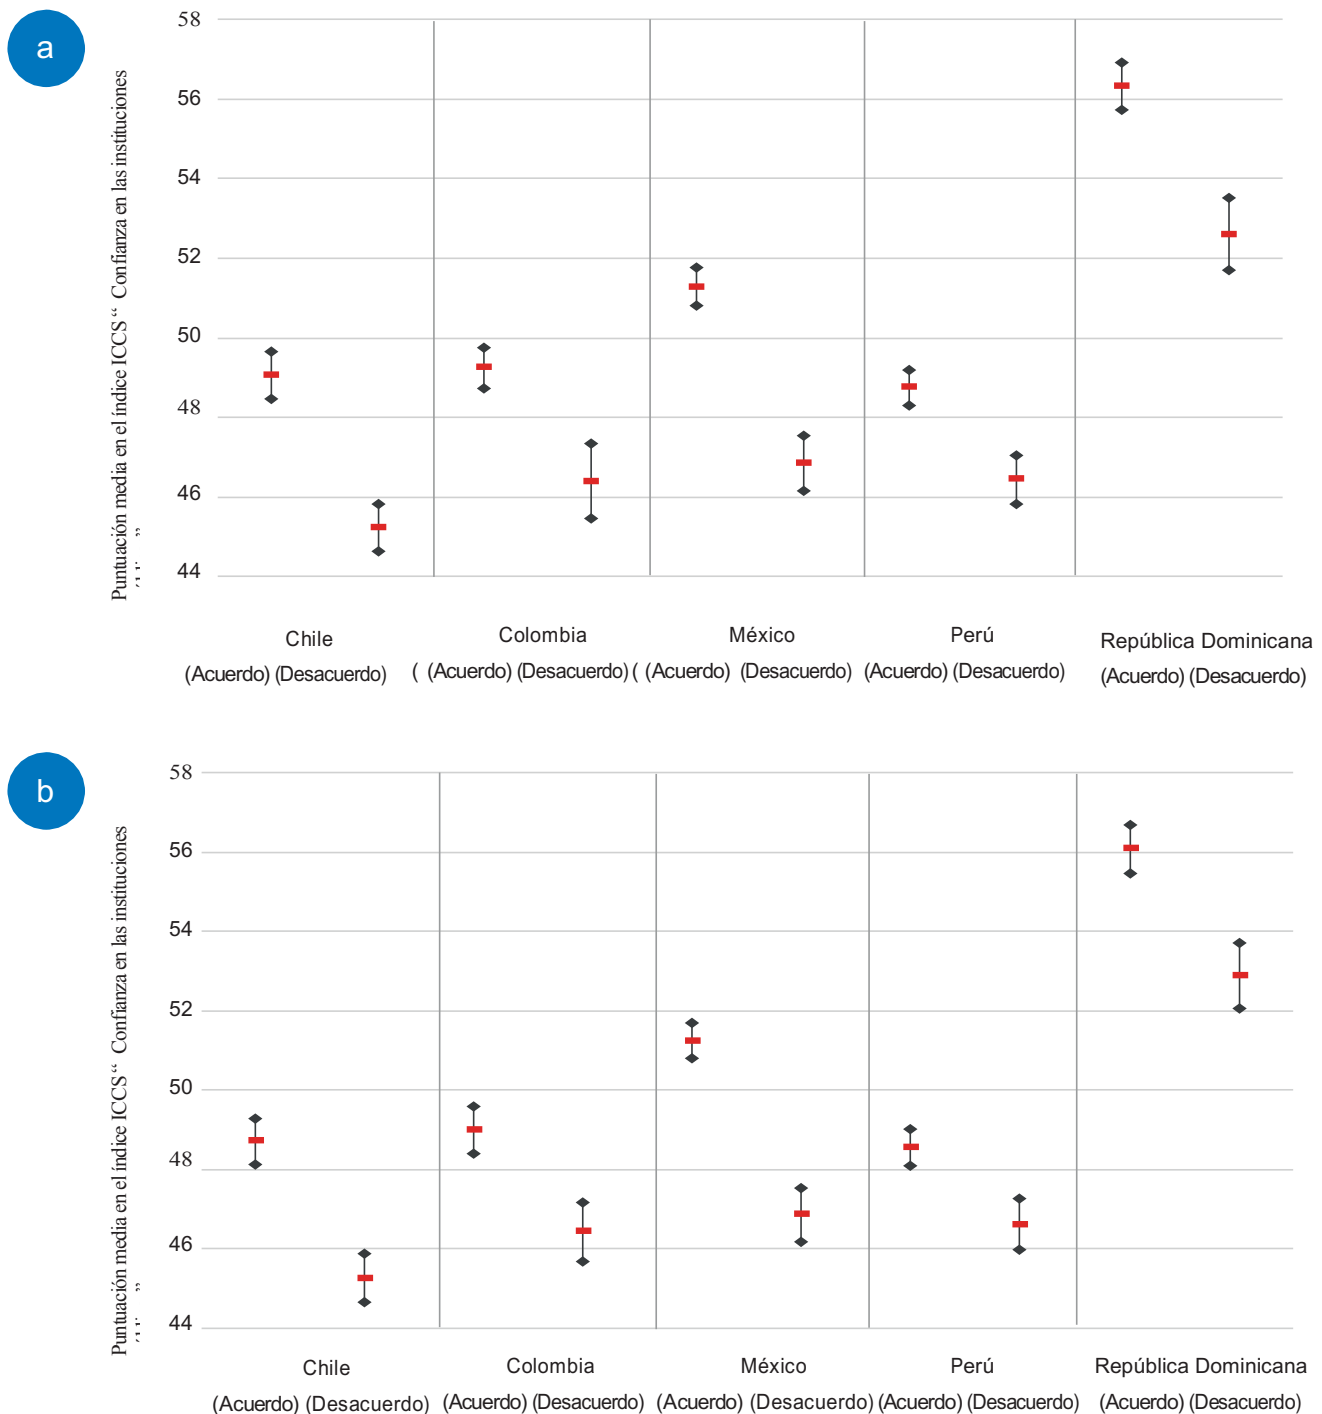 a
Puntuación media en el índice ICCS “ Confianza en las instituciones
”
58
56
54
52
50
48
46
44
Chile Colombia México Perú República Dominicana
(Acuerdo) (Desacuerdo) ( (Acuerdo) (Desacuerdo) ( (Acuerdo) (Desacuerdo) (Acuerdo) (Desacuerdo) (Acuerdo) (Desacuerdo)
b
Puntuación media en el índice ICCS “ Confianza en las instituciones
”
58
56
54
52
50
48
46
44
Chile Colombia México Perú República Dominicana
(Acuerdo) (Desacuerdo) (Acuerdo) (Desacuerdo) (Acuerdo) (Desacuerdo) (Acuerdo) (Desacuerdo) (Acuerdo) (Desacuerdo)